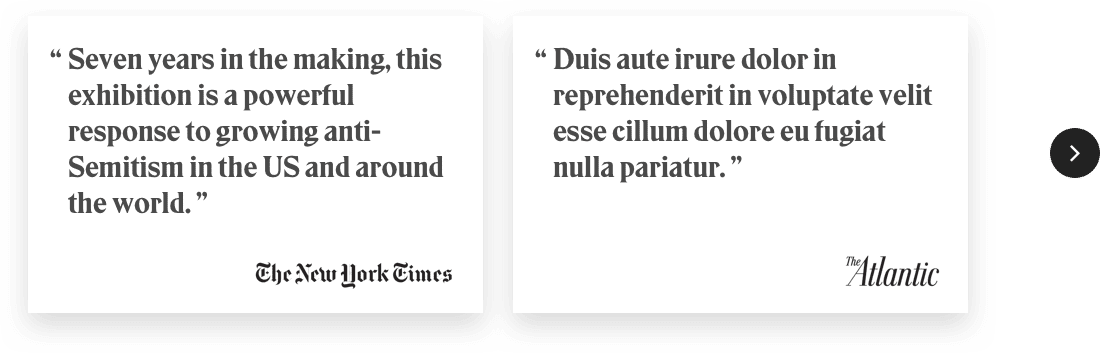 “ Seven years in the making, this
exhibition is a powerful
response to growing anti-
Semitism in the US and around
the world. ”
The New York Times
“ Duis aute irure dolor in
reprehenderit in voluptate velit
esse cillum dolore eu fugiat
nulla pariatur. ”
The Atlantic